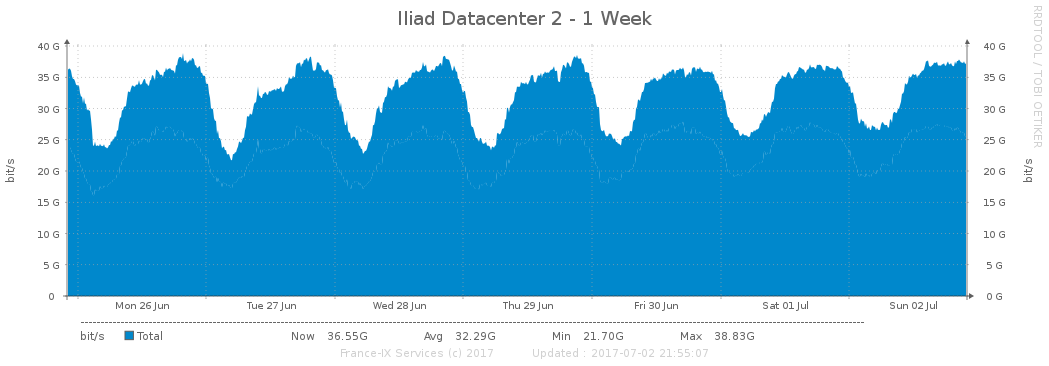 Iliad Datacenter 2 - 1 Week
RRDTOOL / TOBI OETIKER
40 G 40 G
35 G 35 G
30 G 30 G
25 G 25 G
20 G 20 G
15 G 15 G
10 G 10 G
5 G 5 G
0 0 G
bit/s bit/s
Mon 26 Jun Tue 27 Jun Wed 28 Jun Thu 29 Jun Fri 30 Jun Sat 01 Jul Sun 02 Jul
bit/s Total Now 36.55G Avg 32.29G Min 21.70G Max 38.83G
France-IX Services (c) 2017 Updated : 2017-07-02 21:55:07